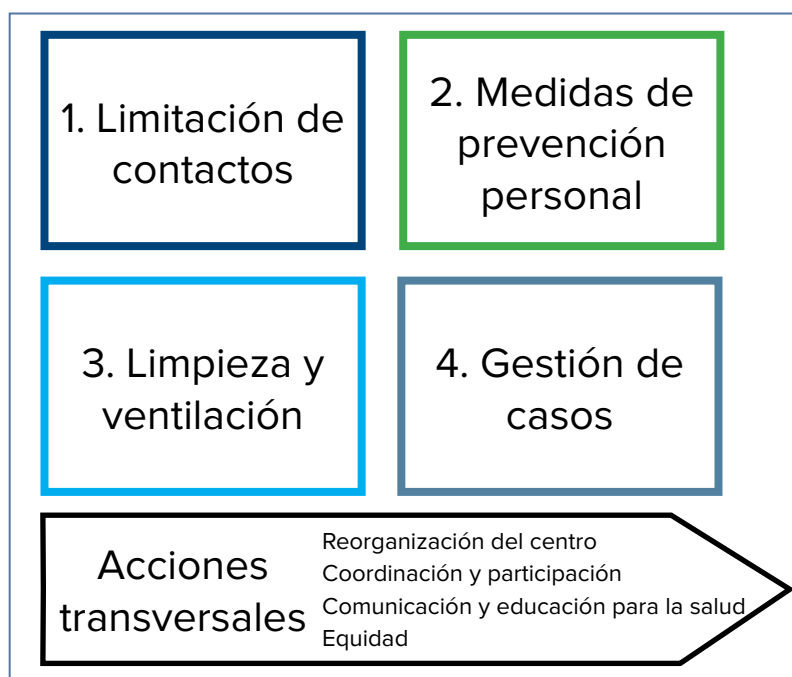 1. Limitación de
contactos
2. Medidas de
prevención
personal
3. Limpieza y
ventilación
4. Gestión de
casos
Acciones
transversales
Reorganización del centro
Coordinación y participación
Comunicación y educación para la salud
Equidad